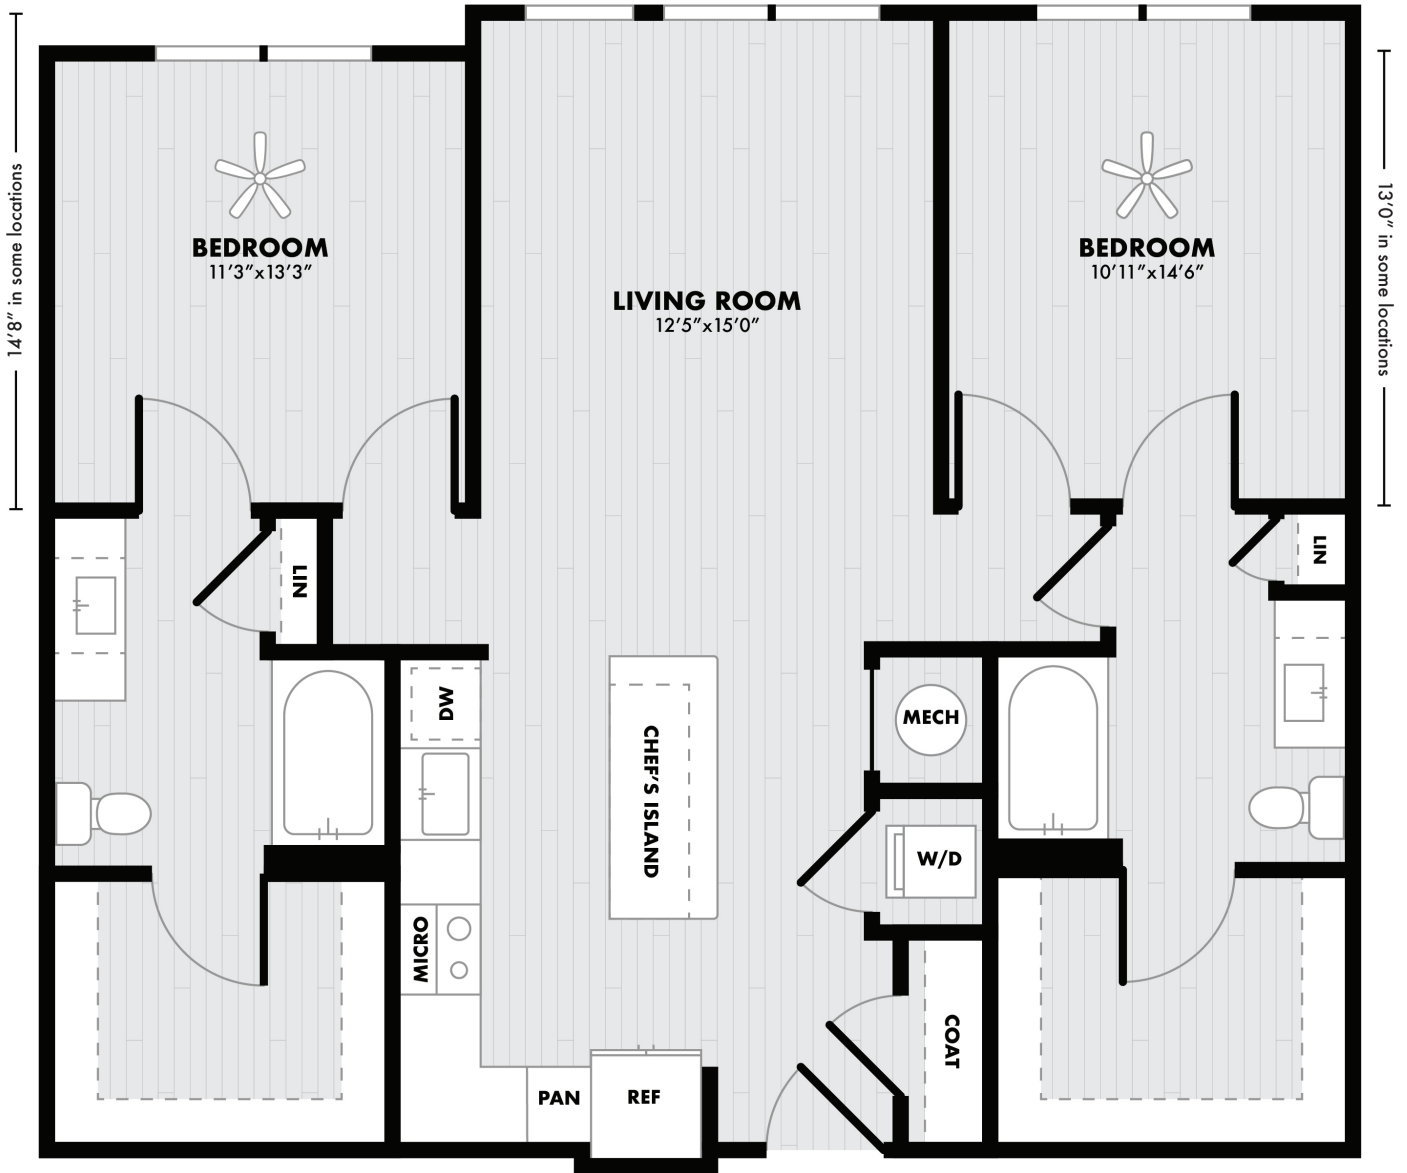 14'8" in some locations
BEDROOM
11'3"x13'3"
LIVING ROOM
12'5"x15'0"
BEDROOM
10'11"x14'6"
13'0" in some locations
LIN
LIN
DW
CHEF'S ISLAND
MECH
W/D
MICRO
COAT
PAN
REF